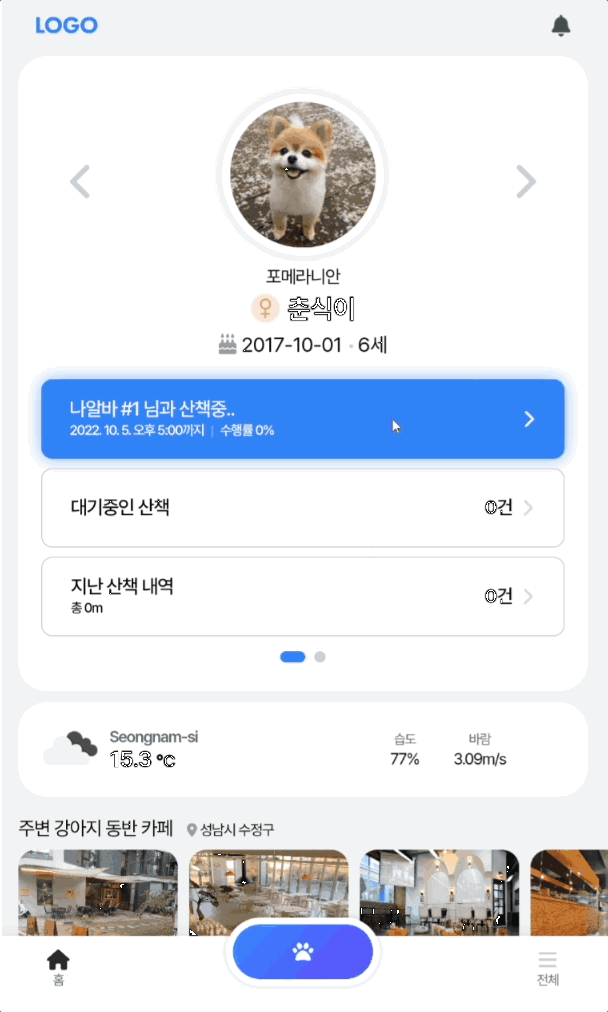 LOGO
포메라니안
춘식이
2017-10-01 • 6세
나알바 #1 님과 산책중..
2022. 10. 5. 오후 5:00까지 | 수행률 0%
대기중인 산책 0건
지난 산책 내역 0건
총 0m
Seongnam-si 습도 바람
15.3 °C 77% 3.09m/s
주변 강아지 동반 카페 성남시 수정구
홈 전체